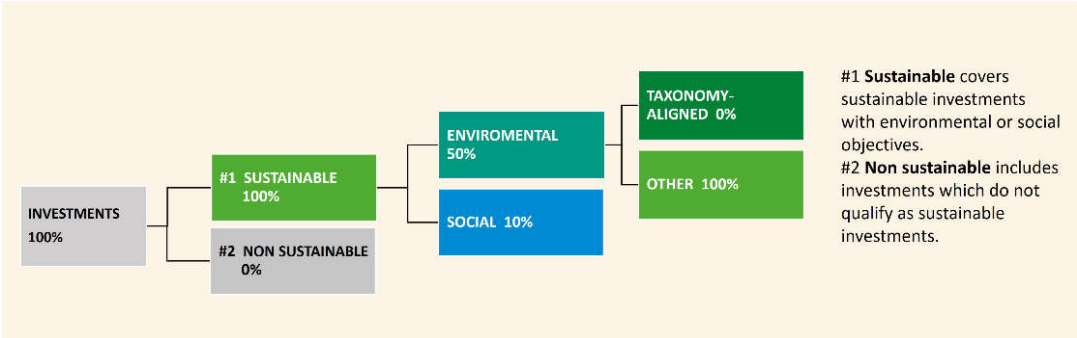 INVESTMENTS
100%
#1 SUSTAINABLE
100%
#2 NON SUSTAINABLE
0%
ENVIROMENTAL
50%
SOCIAL 10%
TAXONOMY-
ALIGNED 0%
OTHER 100%
#1 Sustainable covers
sustainable investments
with environmental or social
objectives.
#2 Non sustainable includes
investments which do not
qualify as sustainable
investments.